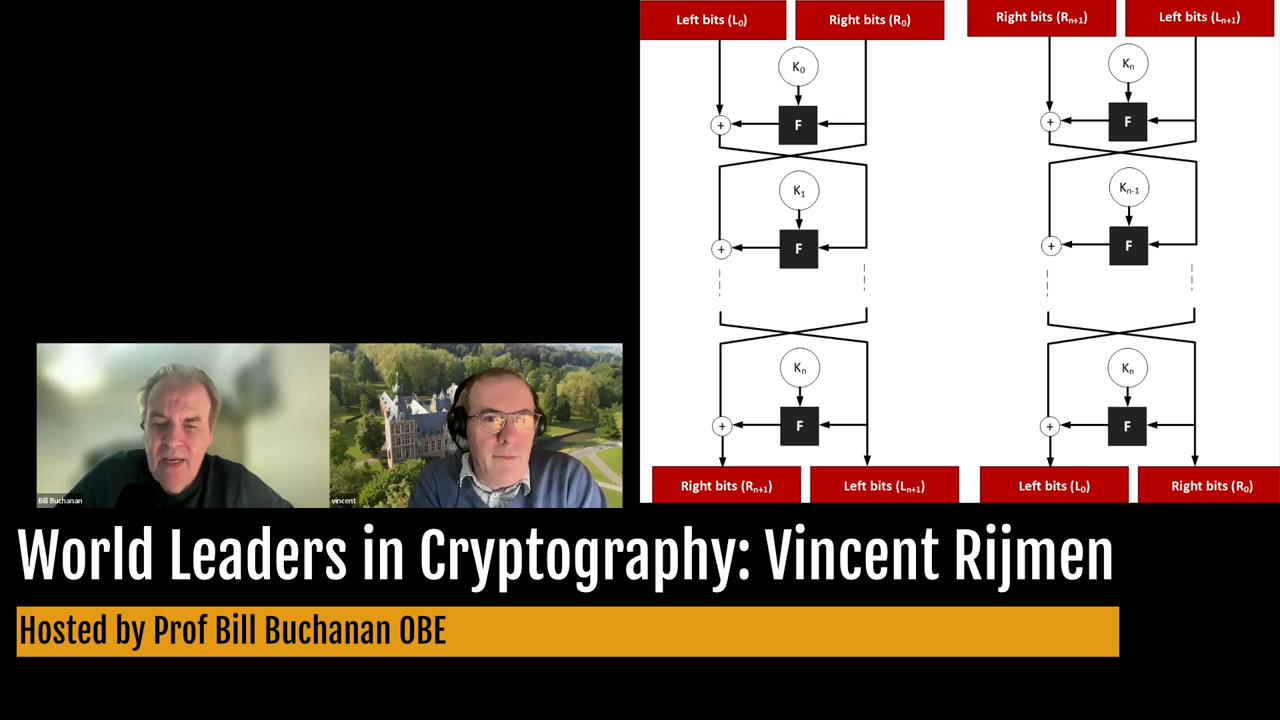 Left bits (L0)
Right bits (R0)
Right bits (Rn+1)
Left bits (Ln+1)
K0
Kn
F
F
+
+
K1
Kn-1
F
F
+
+
Kn
Kn
F
F
+
+
Right bits (Rn+1)
Left bits (Ln+1)
Left bits (L0)
Right bits (R0)
Bill Buchanan
vincent
World Leaders in Cryptography: Vincent Rijmen
Hosted by Prof Bill Buchanan OBE